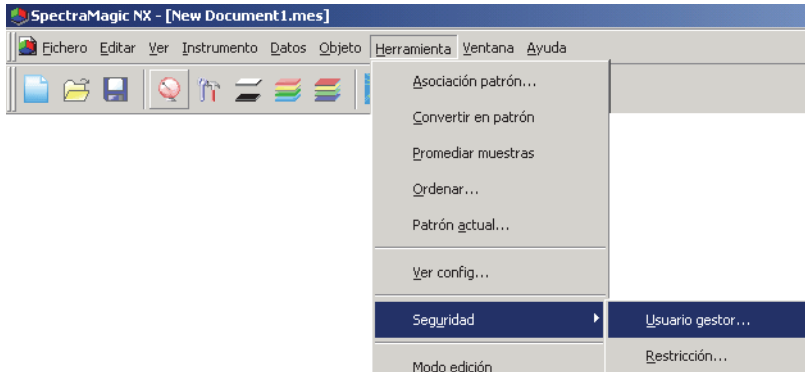 SpectraMagic NX - [New Document1.mes]
Fichero Editar Ver Instrumento Datos Objeto Herramienta Ventana Ayuda
Asociación patrón...
Convertir en patrón
Promediar muestras
Ordenar...
Patrón actual...
Ver config...
Seguridad
Usuario gestor...
Restricción...
Modo edición